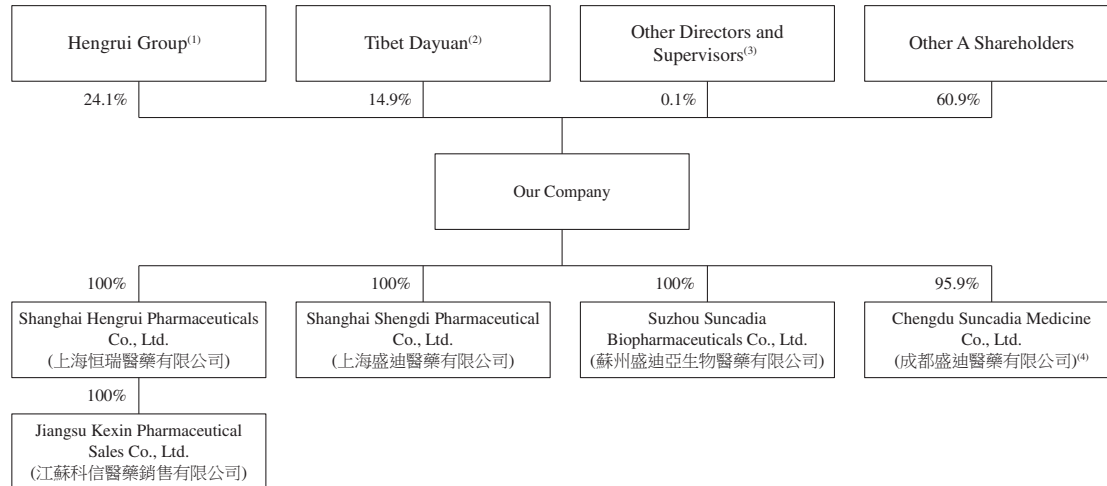 Hengrui Group(1)
Tibet Dayuan(2)
Other Directors and
Supervisors(3)
Other A Shareholders
24.1%
14.9%
0.1%
60.9%
Our Company
100%
100%
100%
95.9%
Shanghai Hengrui Pharmaceuticals
Co., Ltd.
(上海恒瑞醫藥有限公司)
Shanghai Shengdi Pharmaceutical
Co., Ltd.
(上海盛迪醫藥有限公司)
Suzhou Suncadia
Biopharmaceuticals Co., Ltd.
(蘇州盛迪亞生物醫藥有限公司)
Chengdu Suncadia Medicine
Co., Ltd.
(成都盛迪醫藥有限公司)(4)
100%
Jiangsu Kexin Pharmaceutical
Sales Co., Ltd.
(江蘇科信醫藥銷售有限公司)